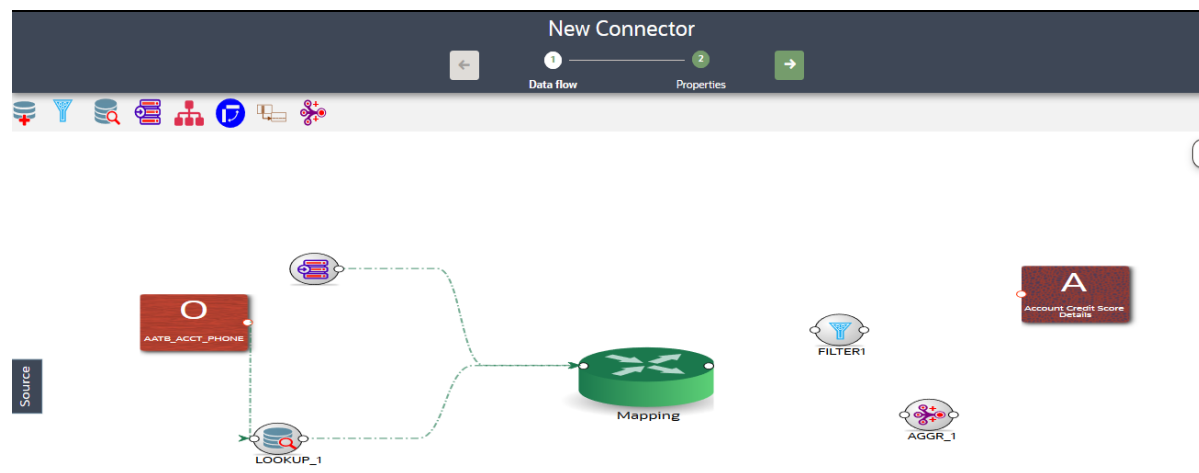 New Connector
1
2
Data flow
Properties
O
AATB_ACCT_PHONE
A
Account Credit Score
Details
FILTER1
Source
Mapping
AGGR_1
LOOKUP_1